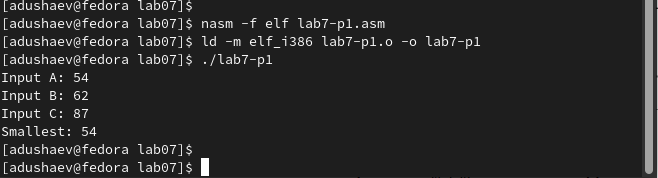 [adushaev@fedora lab07]$
[adushaev@fedora lab07]$ nasm -f elf lab7-p1.asm
[adushaev@fedora lab07]$ ld -m elf_i386 lab7-p1.o -o lab7-p1
[adushaev@fedora lab07]$ ./lab7-p1
Input A: 54
Input B: 62
Input C: 87
Smallest: 54
[adushaev@fedora lab07]$
[adushaev@fedora lab07]$